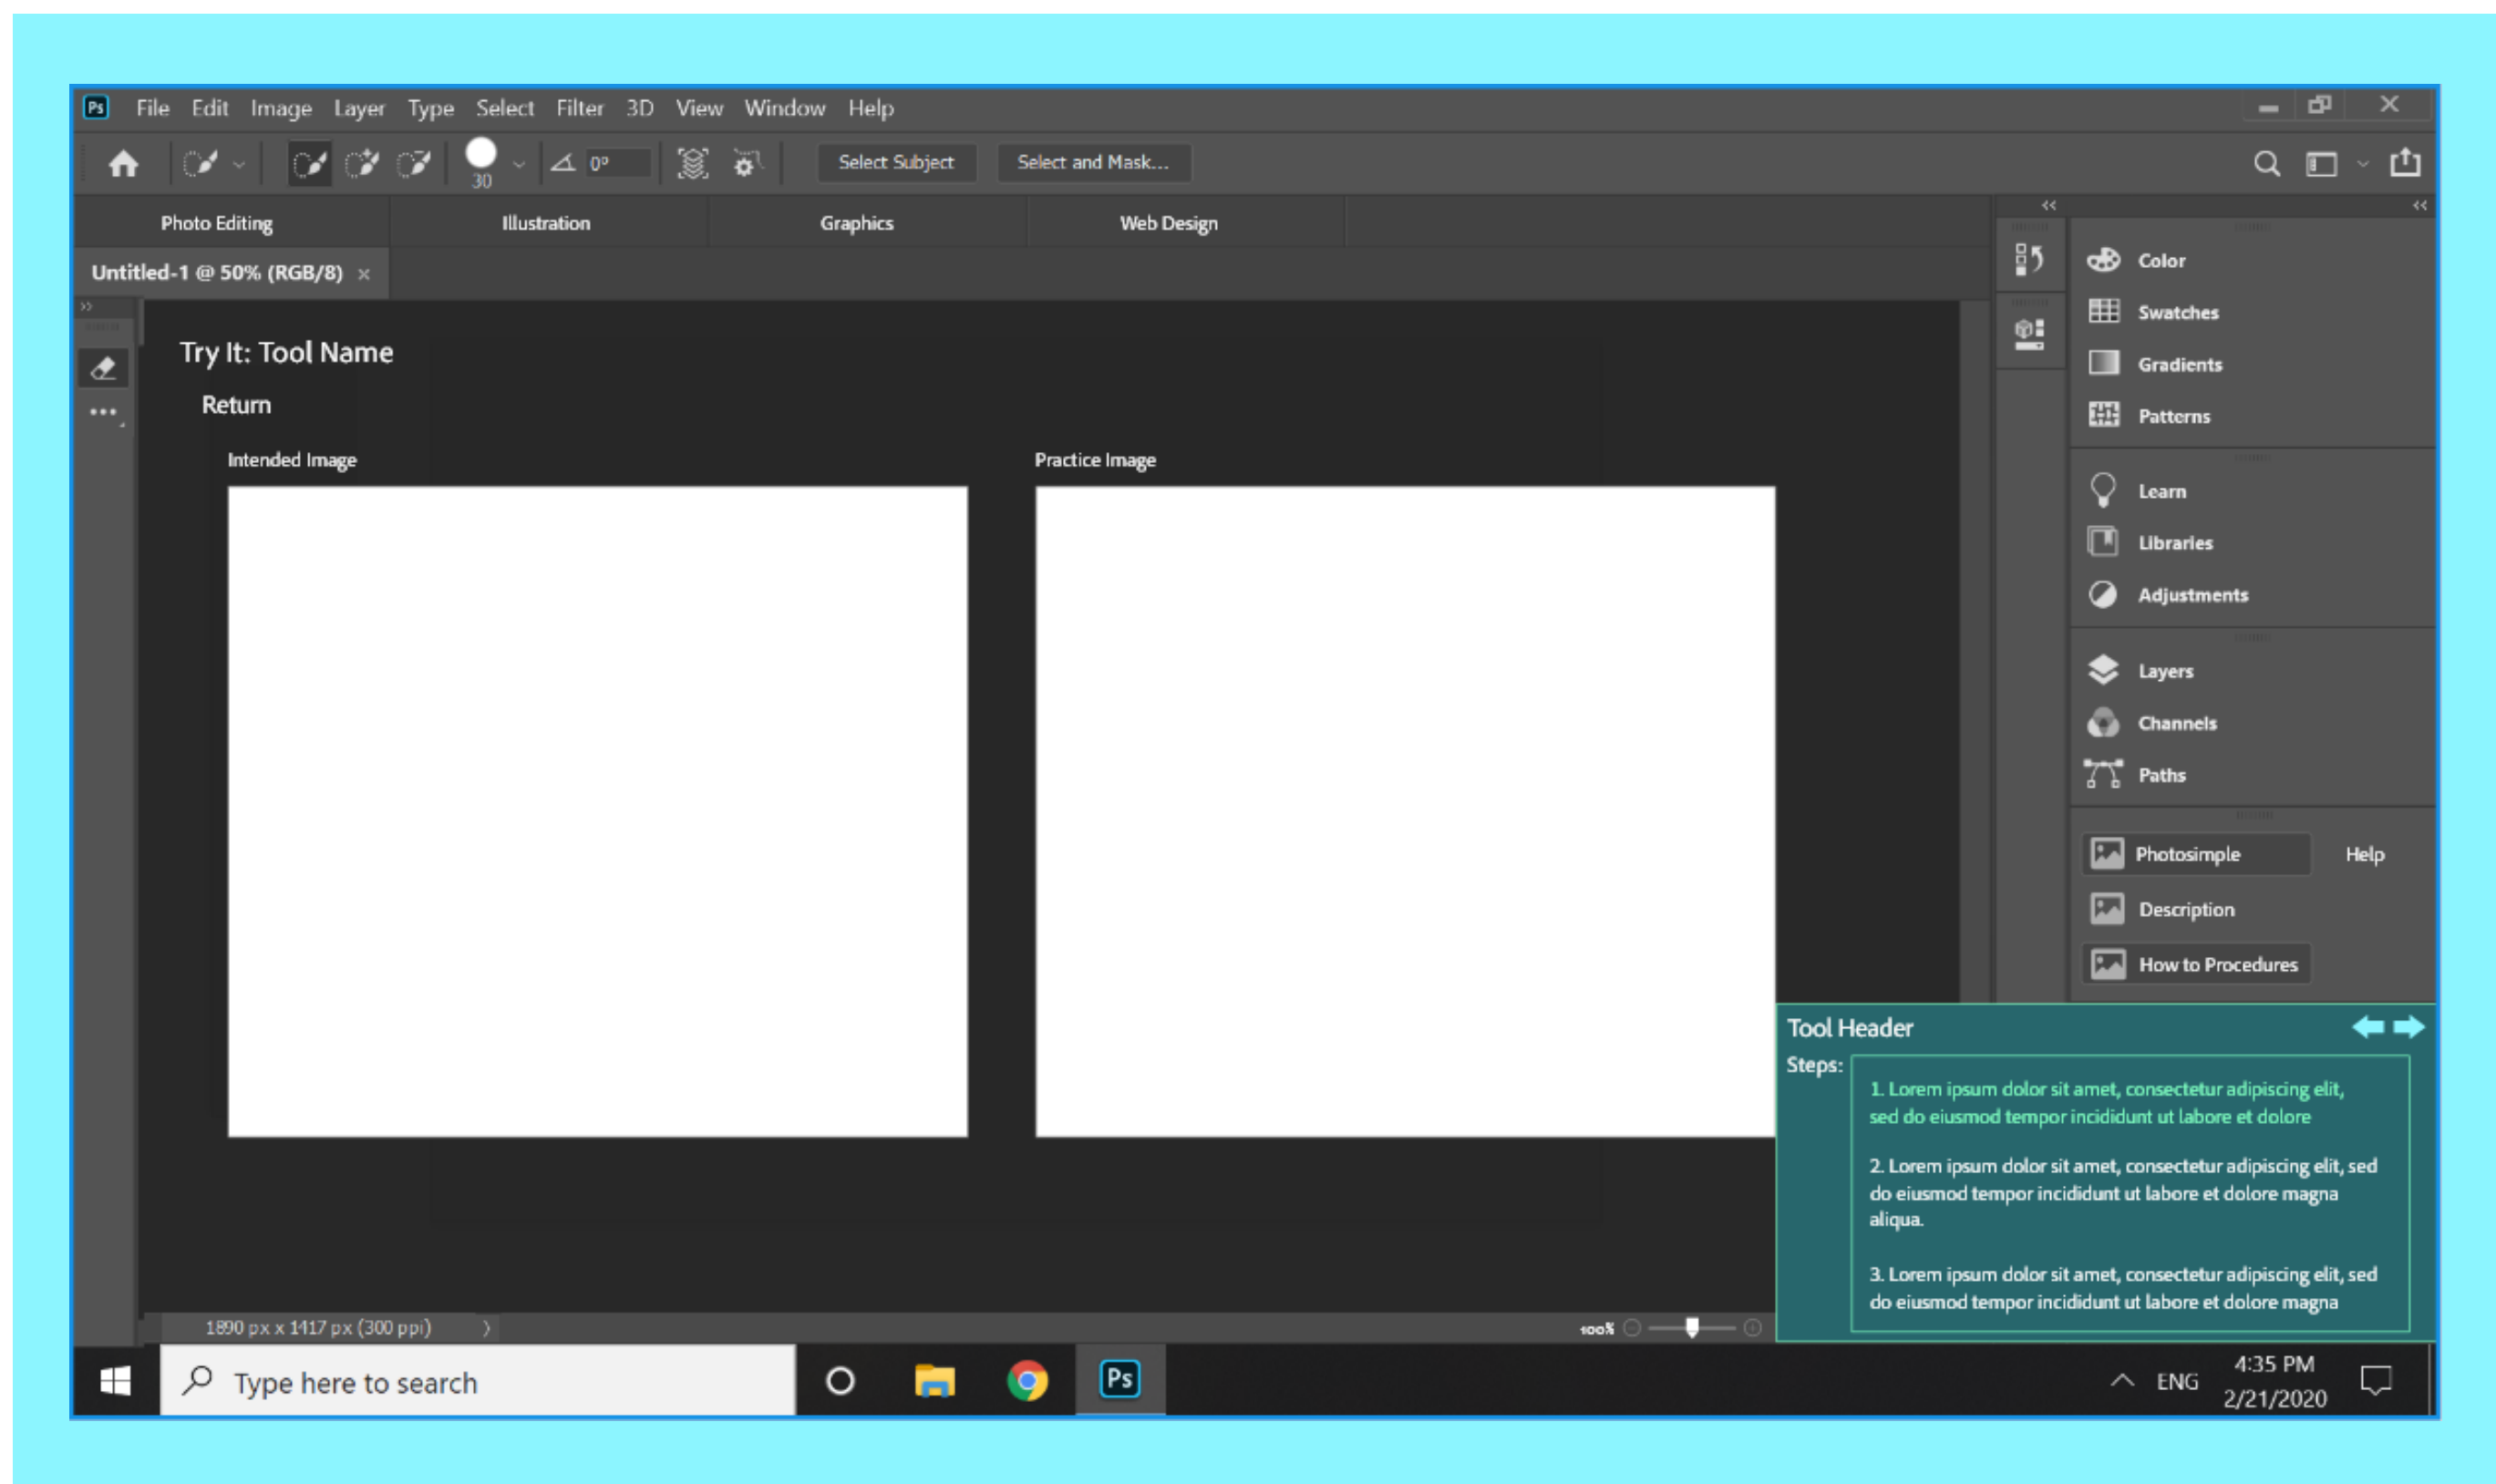 Ps File Edit Image Layer Type Select Filter 3D View Window Help
30 0° Select Subject Select and Mask...
Photo Editing Illustration Graphics Web Design
Untitled-1 @ 50% (RGB/8) ×
Try It: Tool Name
Return
Intended Image Practice Image
Color
Swatches
Gradients
Patterns
Learn
Libraries
Adjustments
Layers
Channels
Paths
Photosimple Help
Description
How to Procedures
Tool Header
Steps:
1. Lorem ipsum dolor sit amet, consectetur adipiscing elit,
sed do eiusmod tempor incididunt ut labore et dolore
2. Lorem ipsum dolor sit amet, consectetur adipiscing elit, sed
do eiusmod tempor incididunt ut labore et dolore magna
aliqua.
3. Lorem ipsum dolor sit amet, consectetur adipiscing elit, sed
do eiusmod tempor incididunt ut labore et dolore magna
1890 px x 1417 px (300 ppi) 100%
Type here to search Ps ENG 4:35 PM
2/21/2020